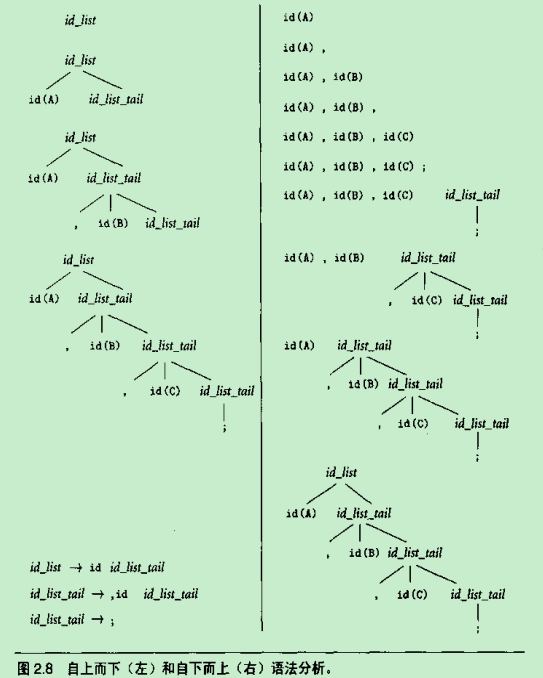 id_list
id_list
id(A) id_list_tail
id_list
id(A) id_list_tail
, id(B) id_list_tail
id_list
id(A) id_list_tail
, id(B) id_list_tail
, id(C) id_list_tail
;
id_list → id id_list_tail
id_list_tail → ,id id_list_tail
id_list_tail → ;
id(A)
id(A) ,
id(A) , id(B)
id(A) , id(B) ,
id(A) , id(B) , id(C)
id(A) , id(B) , id(C) ;
id(A) , id(B) , id(C) id_list_tail
;
id(A) , id(B) id_list_tail
, id(C) id_list_tail
;
id(A) id_list_tail
, id(B) id_list_tail
, id(C) id_list_tail
;
id_list
id(A) id_list_tail
, id(B) id_list_tail
, id(C) id_list_tail
;
图 2.8 自上而下（左）和自下而上（右）语法分析。